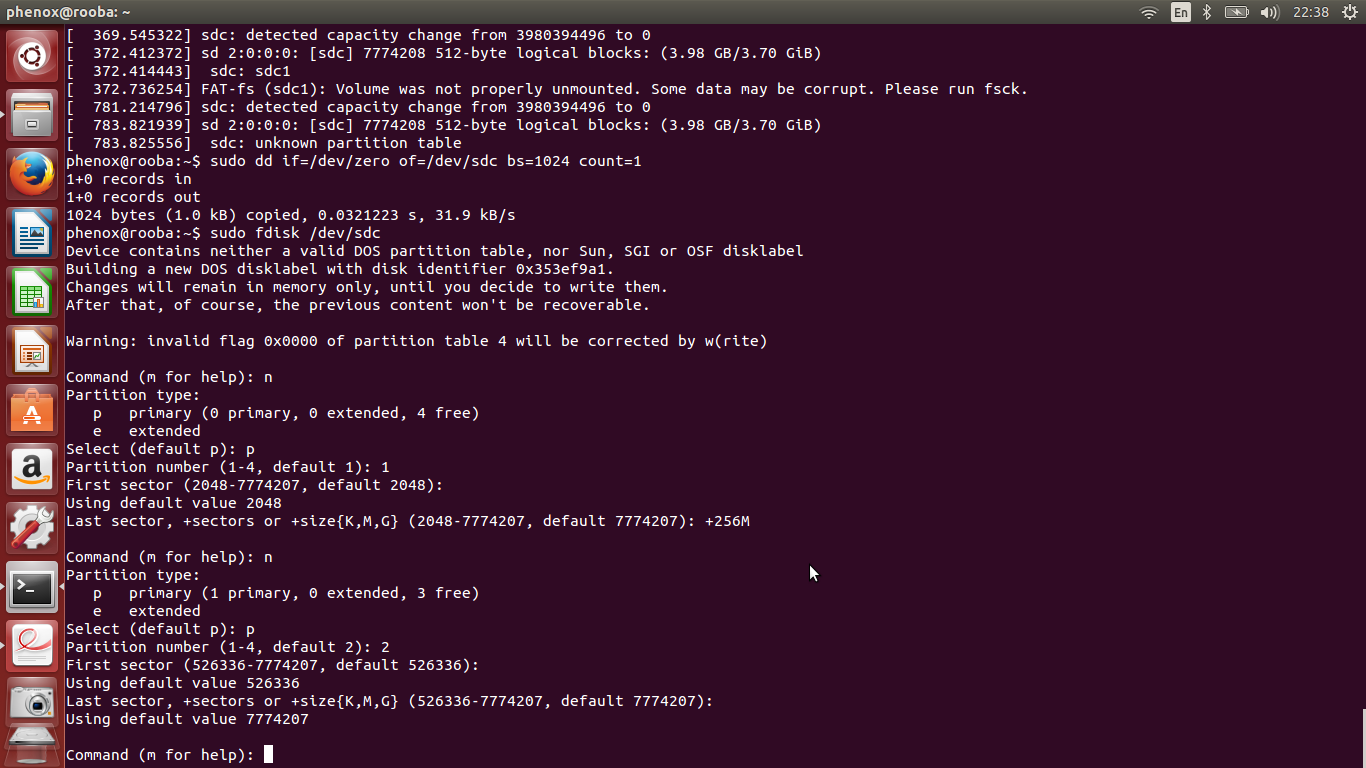 phenox@rooba: ~
En
22:38
[  369.545322] sdc: detected capacity change from 3980394496 to 0
[  372.412372] sd 2:0:0:0: [sdc] 7774208 512-byte logical blocks: (3.98 GB/3.70 GiB)
[  372.414443]  sdc: sdc1
[  372.736254] FAT-fs (sdc1): Volume was not properly unmounted. Some data may be corrupt. Please run fsck.
[  781.214796] sdc: detected capacity change from 3980394496 to 0
[  783.821939] sd 2:0:0:0: [sdc] 7774208 512-byte logical blocks: (3.98 GB/3.70 GiB)
[  783.825556]  sdc: unknown partition table
phenox@rooba:~$ sudo dd if=/dev/zero of=/dev/sdc bs=1024 count=1
1+0 records in
1+0 records out
1024 bytes (1.0 kB) copied, 0.0321223 s, 31.9 kB/s
phenox@rooba:~$ sudo fdisk /dev/sdc
Device contains neither a valid DOS partition table, nor Sun, SGI or OSF disklabel
Building a new DOS disklabel with disk identifier 0x353ef9a1.
Changes will remain in memory only, until you decide to write them.
After that, of course, the previous content won't be recoverable.
Warning: invalid flag 0x0000 of partition table 4 will be corrected by w(rite)
Command (m for help): n
Partition type:
   p   primary (0 primary, 0 extended, 4 free)
   e   extended
Select (default p): p
Partition number (1-4, default 1): 1
First sector (2048-7774207, default 2048):
Using default value 2048
Last sector, +sectors or +size{K,M,G} (2048-7774207, default 7774207): +256M
Command (m for help): n
Partition type:
   p   primary (1 primary, 0 extended, 3 free)
   e   extended
Select (default p): p
Partition number (1-4, default 2): 2
First sector (526336-7774207, default 526336):
Using default value 526336
Last sector, +sectors or +size{K,M,G} (526336-7774207, default 7774207):
Using default value 7774207
Command (m for help):